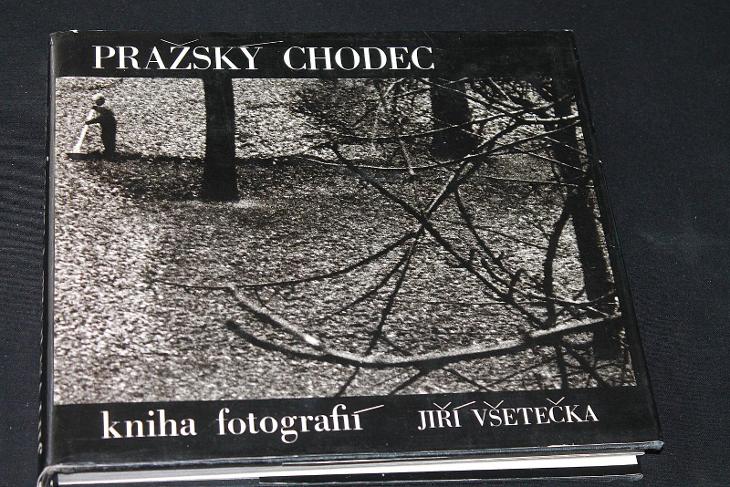 PRAŽSKÝ CHODEC
kniha fotografií JIŘÍ VŠETEČKA